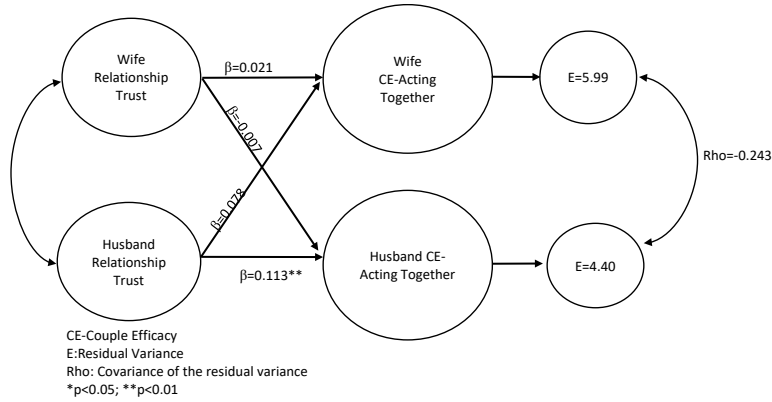 Wife
Relationship
Trust
β=0.021
Wife
CE-Acting
Together
E=5.99
β=-0.007
Rho=-0.243
β=0.078
Husband
Relationship
Trust
β=0.113**
Husband CE-
Acting Together
E=4.40
CE-Couple Efficacy
E:Residual Variance
Rho: Covariance of the residual variance
*p<0.05; **p<0.01